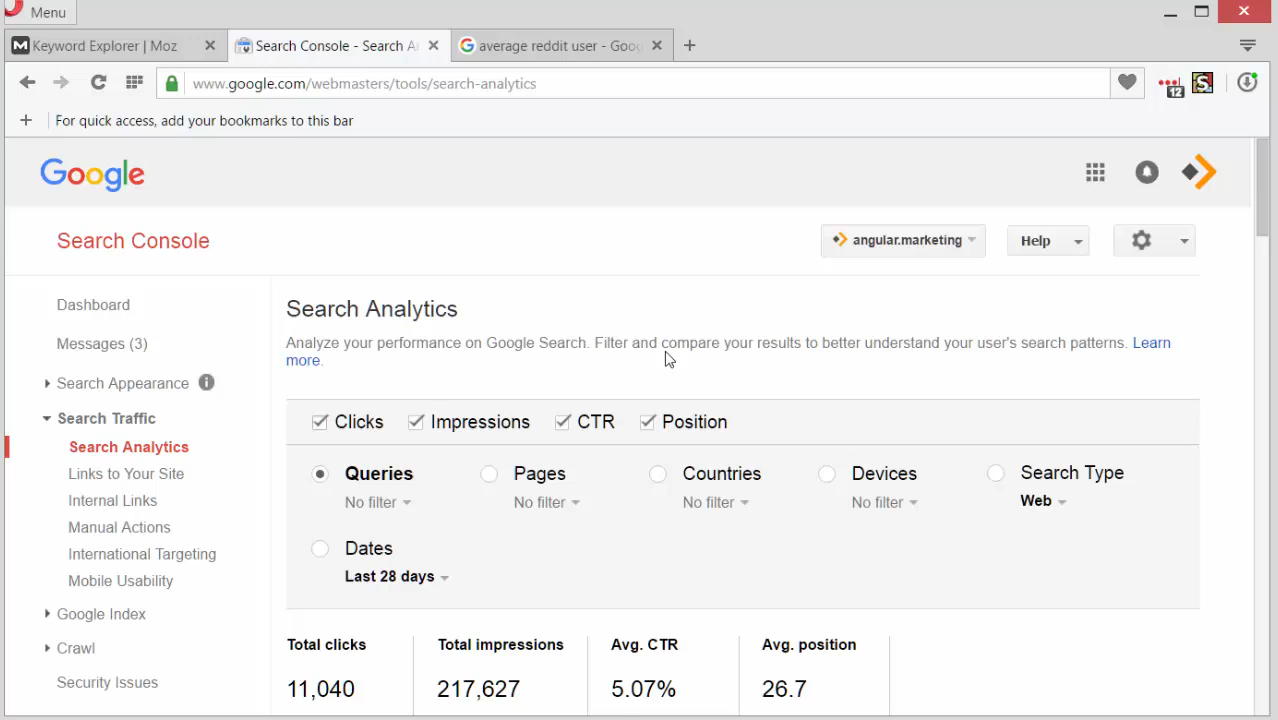 Menu
Keyword Explorer | Moz
Search Console - Search A
average reddit user - Goo
www.google.com/webmasters/tools/search-analytics
12
S
For quick access, add your bookmarks to this bar
Google
Search Console
angular.marketing
Help
Dashboard
Messages (3)
Search Appearance
Search Traffic
Search Analytics
Links to Your Site
Internal Links
Manual Actions
International Targeting
Mobile Usability
Google Index
Crawl
Security Issues
Search Analytics
Analyze your performance on Google Search. Filter and compare your results to better understand your user's search patterns. Learn
more.
Clicks Impressions CTR Position
Queries Pages Countries Devices Search Type
No filter No filter No filter No filter Web
Dates
Last 28 days
Total clicks Total impressions Avg. CTR Avg. position
11,040 217,627 5.07% 26.7